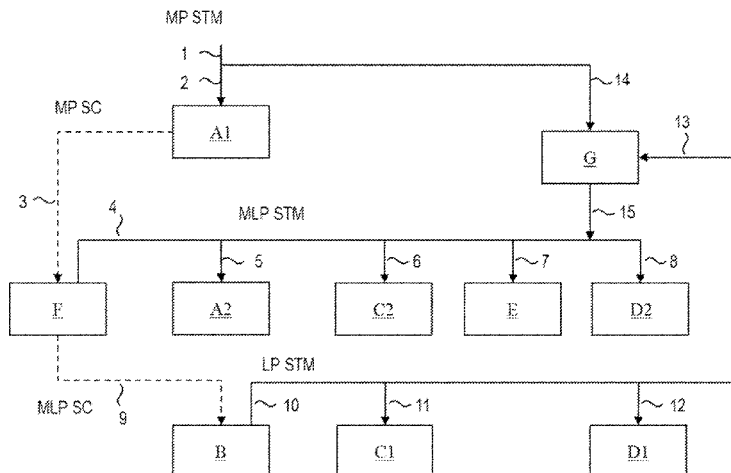 MP STM
1
2
14
MP SC
A1
13
G
3
4
MLP STM
15
5
6
7
8
F
A2
C2
E
D2
LP STM
MLP SC
9
10
11
12
B
C1
D1